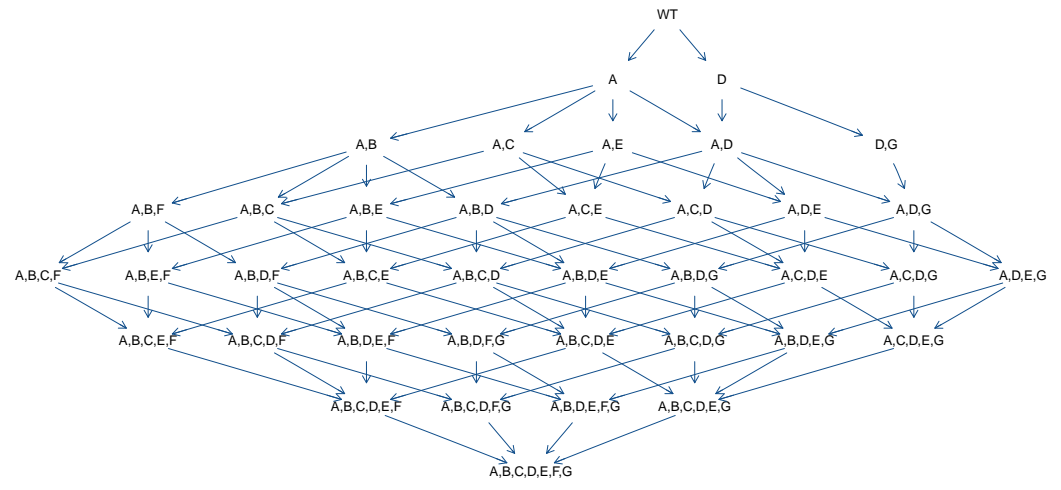 WT
A D
A,B A,C A,E A,D D,G
A,B,F A,B,C A,B,E A,B,D A,C,E A,C,D A,D,E A,D,G
A,B,C,F A,B,E,F A,B,D,F A,B,C,E A,B,C,D A,B,D,E A,B,D,G A,C,D,E A,C,D,G A,D,E,G
A,B,C,E,F A,B,C,D,F A,B,D,E,F A,B,D,F,G A,B,C,D,E A,B,C,D,G A,B,D,E,G A,C,D,E,G
A,B,C,D,E,F A,B,C,D,F,G A,B,D,E,F,G A,B,C,D,E,G
A,B,C,D,E,F,G